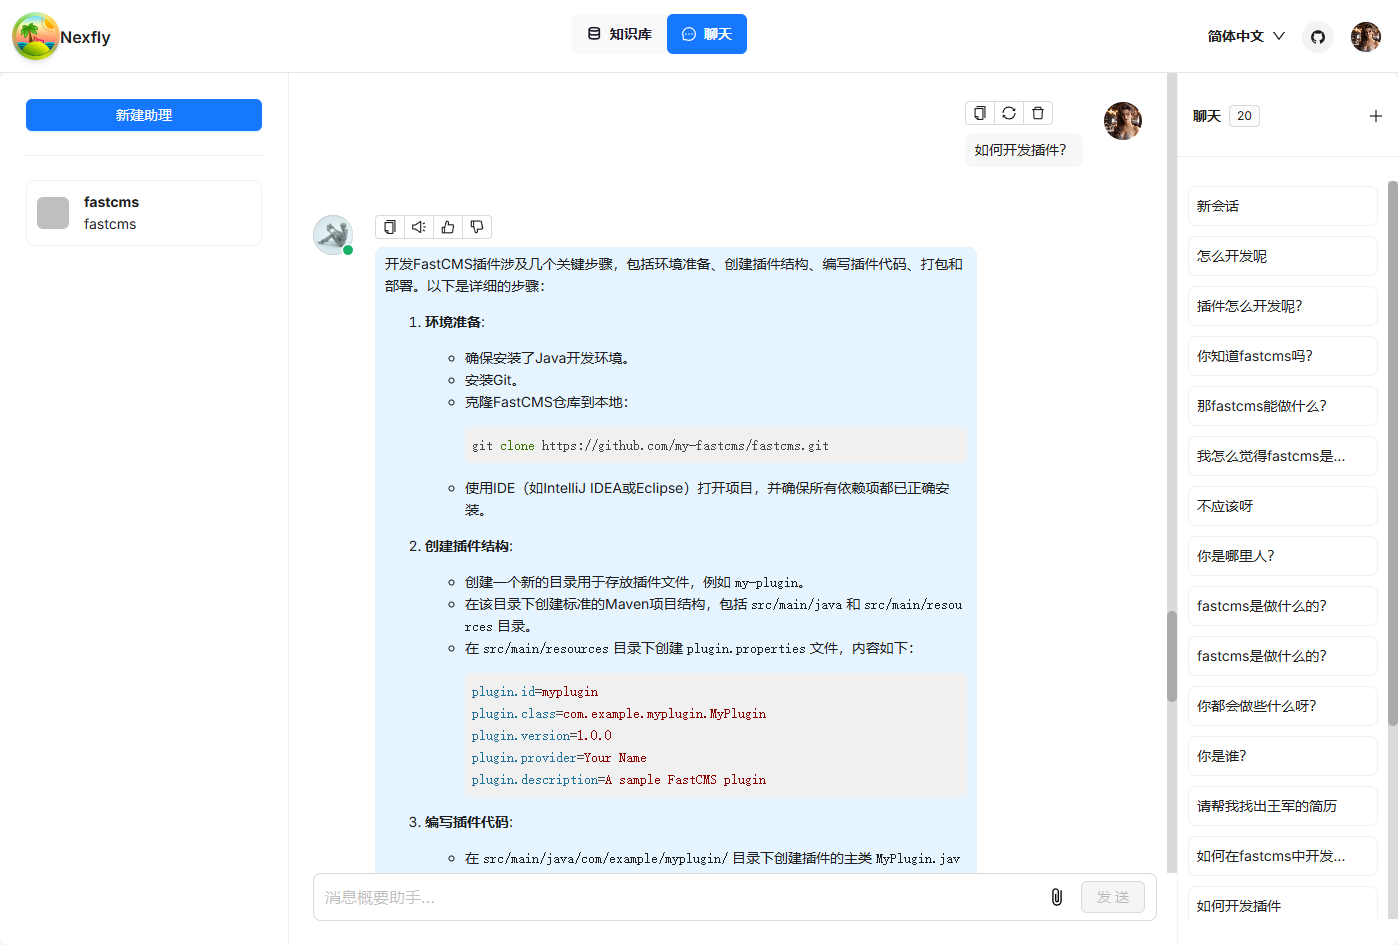 Nexfly
知识库
聊天
简体中文
新建助理
fastcms
fastcms
如何开发插件?
开发FastCMS插件涉及几个关键步骤，包括环境准备、创建插件结构、编写插件代码、打包和
部署。以下是详细的步骤：
1. 环境准备:
确保安装了Java开发环境。
安装Git。
克隆FastCMS仓库到本地：
git clone https://github.com/my-fastcms/fastcms.git
使用IDE（如IntelliJ IDEA或Eclipse）打开项目，并确保所有依赖项都已正确安
装。
2. 创建插件结构:
创建一个新的目录用于存放插件文件，例如 my-plugin。
在该目录下创建标准的Maven项目结构，包括 src/main/java 和 src/main/resou
rces 目录。
在 src/main/resources 目录下创建 plugin.properties 文件，内容如下：
plugin.id=myplugin
plugin.class=com.example.myplugin.MyPlugin
plugin.version=1.0.0
plugin.provider=Your Name
plugin.description=A sample FastCMS plugin
3. 编写插件代码:
在 src/main/java/com/example/myplugin/ 目录下创建插件的主类 MyPlugin.jav
消息概要助手...
发 送
聊天 20
新会话
怎么开发呢
插件怎么开发呢?
你知道fastcms吗?
那fastcms能做什么?
我怎么觉得fastcms是...
不应该呀
你是哪里人?
fastcms是做什么的?
fastcms是做什么的?
你都会做些什么呀?
你是谁?
请帮我找出王军的简历
如何在fastcms中开发...
如何开发插件